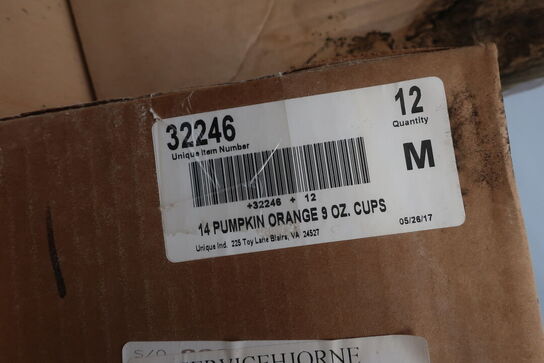 32246
Unique Item Number
12
Quantity
M
+32246 + 12
14 PUMPKIN ORANGE 9 OZ. CUPS
Unique Ind. 225 Toy Lane Blairs, VA 24527
05/26/17
S/O